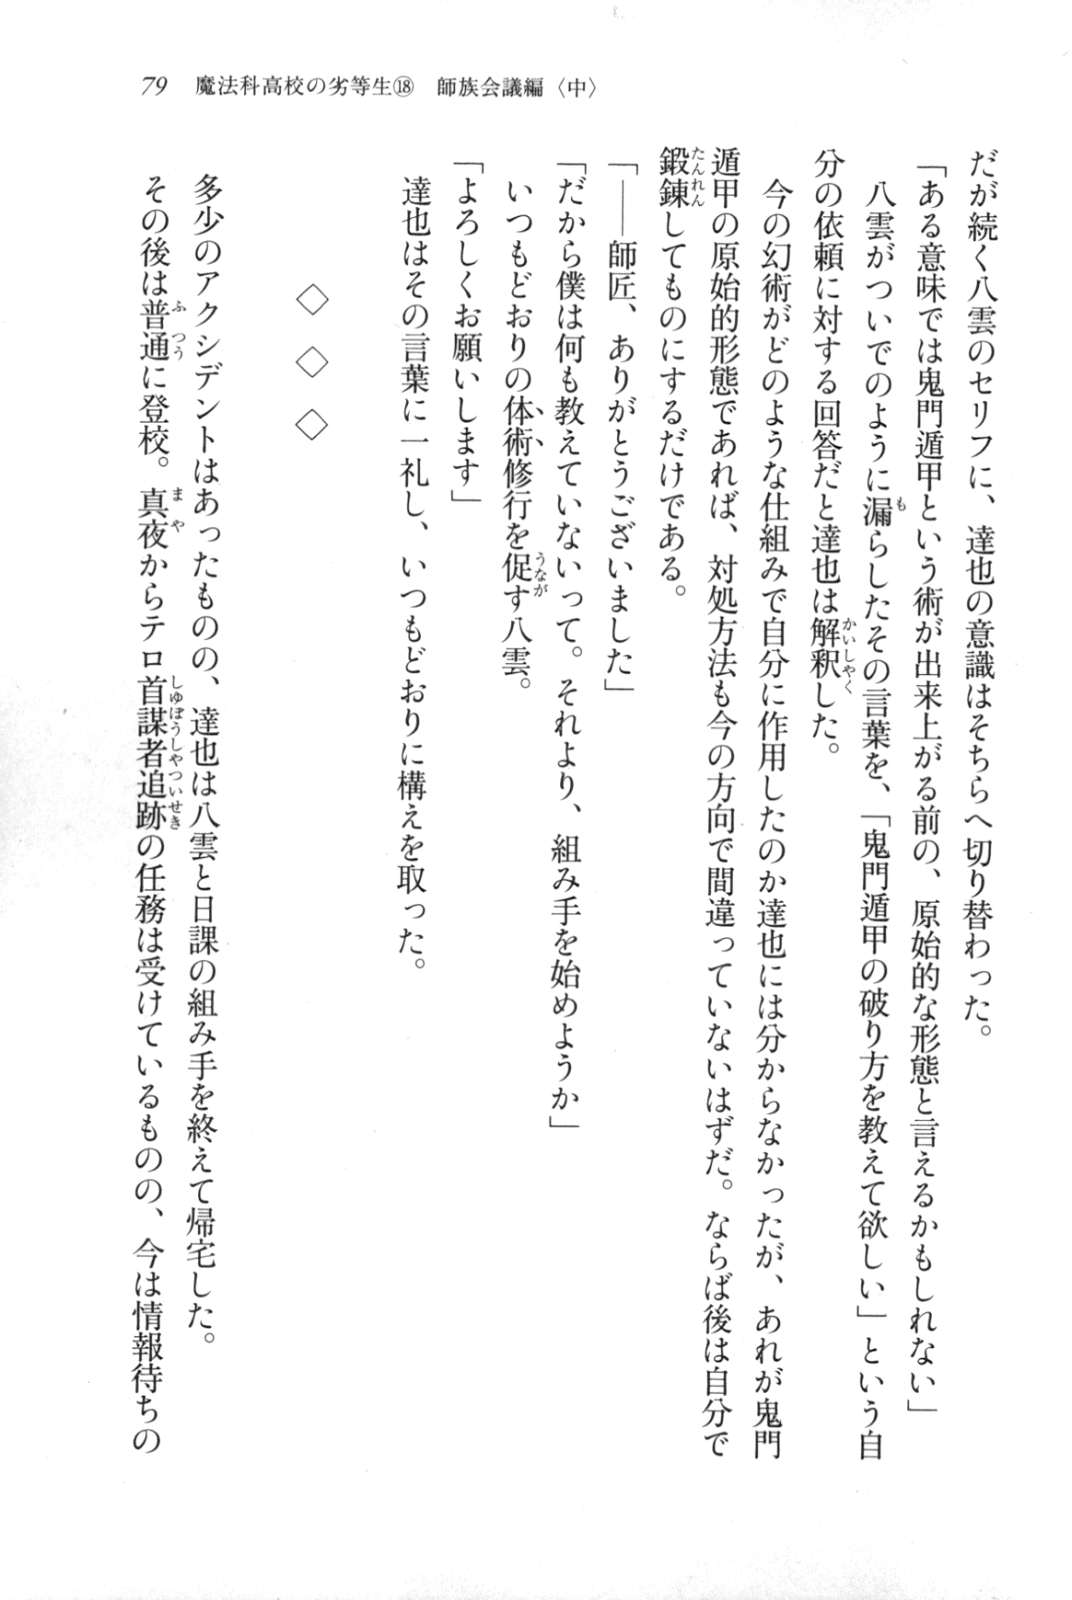 79　魔法科高校の劣等生⑱　師族会議編〈中〉
だが続く八雲のセリフに、達也の意識はそちらへ切り替わった。
「ある意味では鬼門遁甲という術が出来上がる前の、原始的な形態と言えるかもしれない」
　八雲がついでのように漏らしたその言葉を、「鬼門遁甲の破り方を教えて欲しい」という自
分の依頼に対する回答だと達也は解釈した。
　今の幻術がどのような仕組みで自分に作用したのか達也には分からなかったが、あれが鬼門
遁甲の原始的形態であれば、対処方法も今の方向で間違っていないはずだ。ならば後は自分で
鍛錬してものにするだけである。
「――師匠、ありがとうございました」
「だから僕は何も教えていないって。それより、組み手を始めようか」
　いつもどおりの体術修行を促す八雲。
「よろしくお願いします」
　達也はその言葉に一礼し、いつもどおりに構えを取った。
◇　◇　◇
　多少のアクシデントはあったものの、達也は八雲と日課の組み手を終えて帰宅した。
　その後は普通に登校。真夜からテロ首謀者追跡の任務は受けているものの、今は情報待ちの